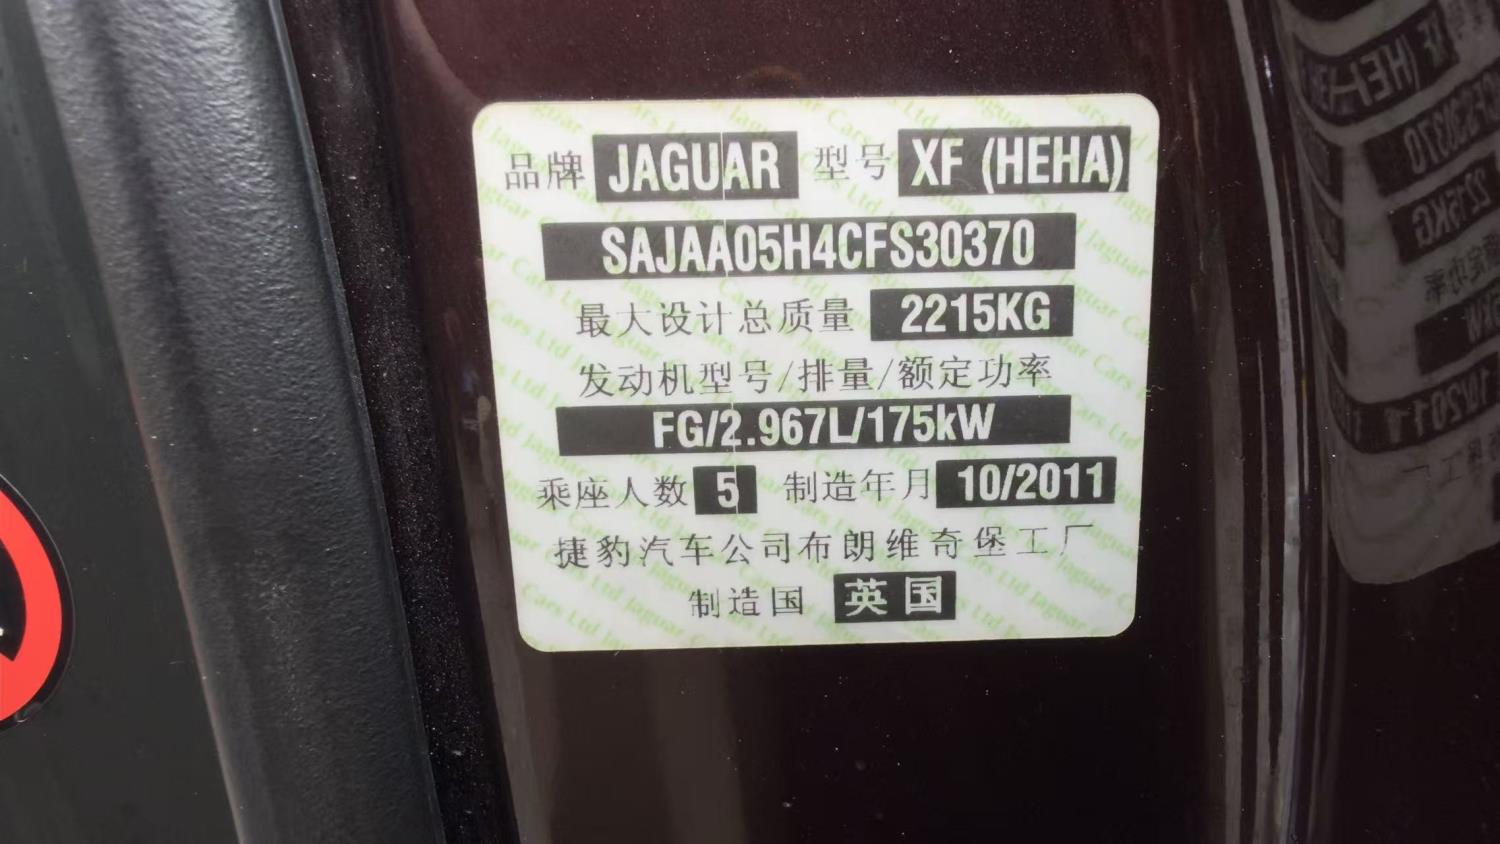 品牌 JAGUAR 型号 XF (HEHA)
SAJAA05H4CFS30370
最大设计总质量 2215KG
发动机型号/排量/额定功率
FG/2.967L/175kW
乘座人数 5 制造年月 10/2011
捷豹汽车公司布朗维奇堡工厂
制造国 英国